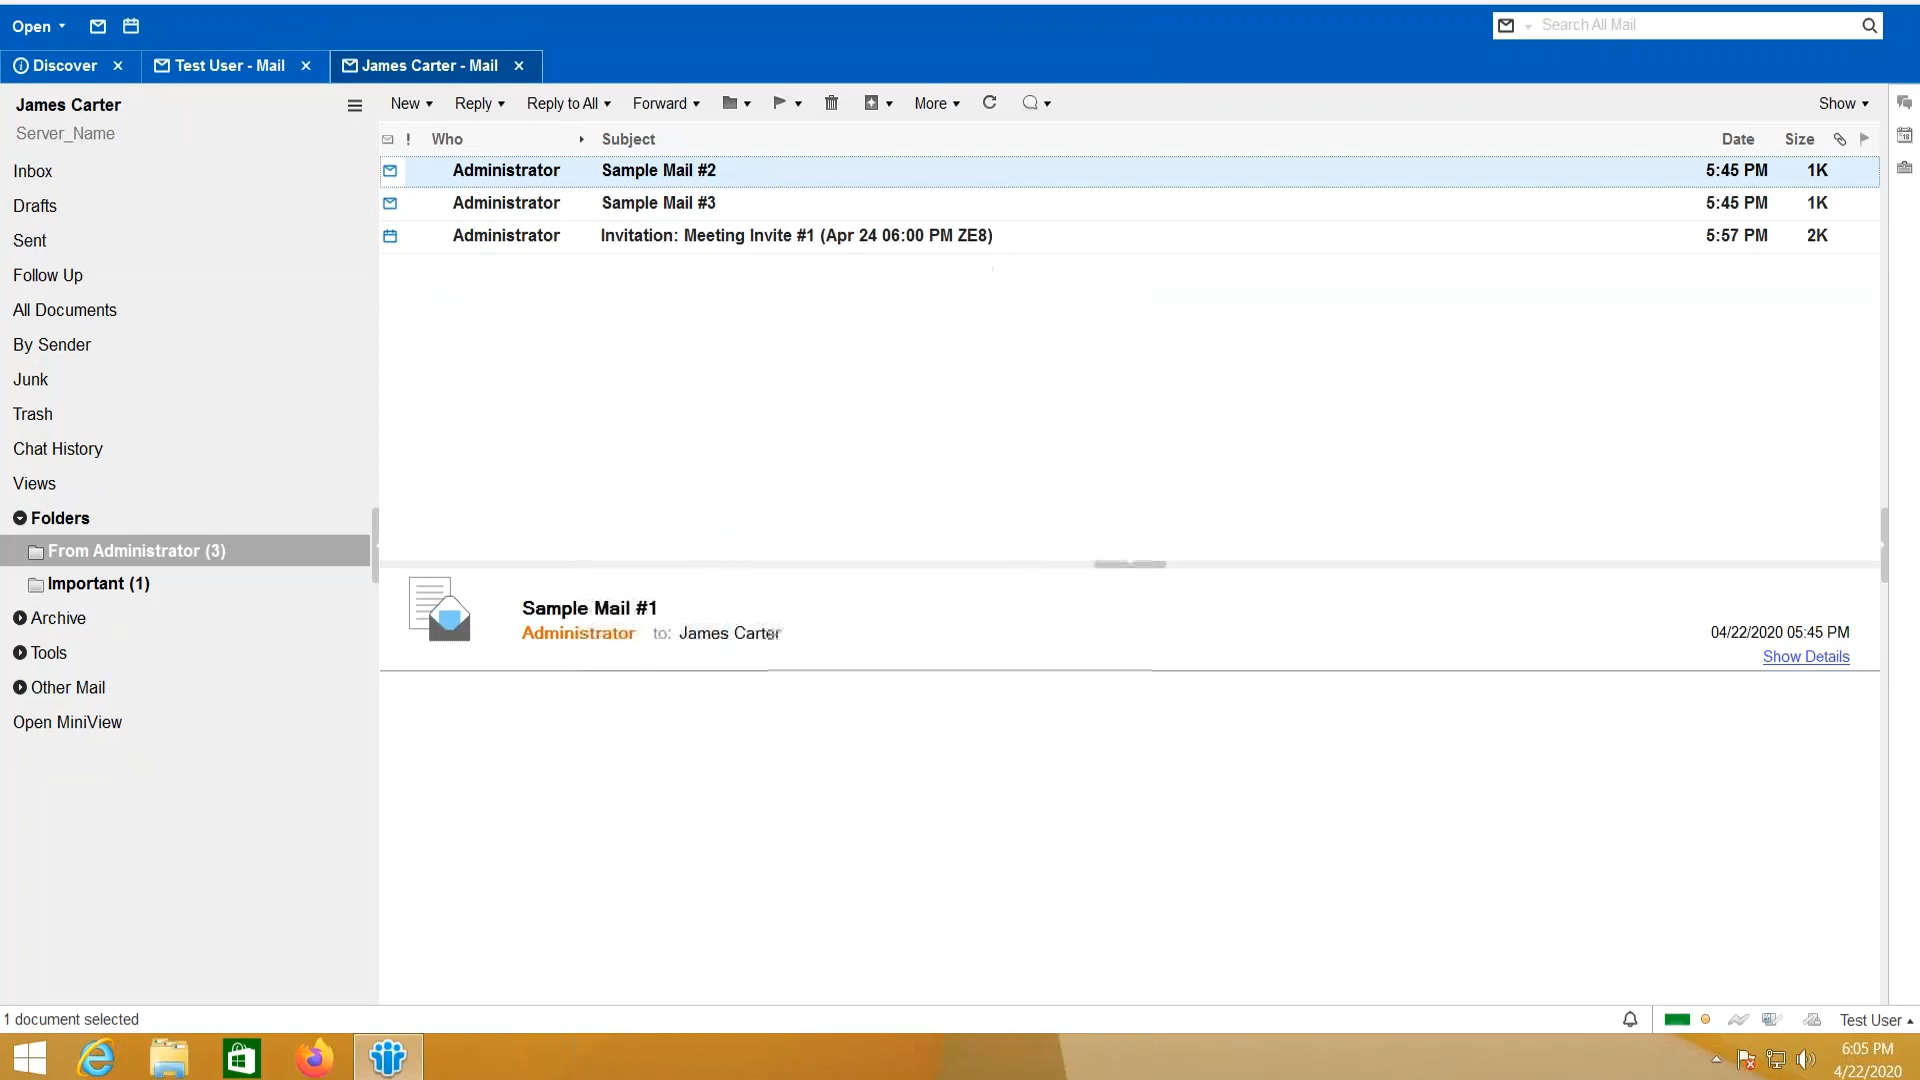 Open
Search All Mail
Discover
Test User - Mail
James Carter - Mail
James Carter
Server_Name
New Reply Reply to All Forward More Show
! Who Subject Date Size
Administrator Sample Mail #2 5:45 PM 1K
Administrator Sample Mail #3 5:45 PM 1K
Administrator Invitation: Meeting Invite #1 (Apr 24 06:00 PM ZE8) 5:57 PM 2K
Inbox
Drafts
Sent
Follow Up
All Documents
By Sender
Junk
Trash
Chat History
Views
Folders
From Administrator (3)
Important (1)
Archive
Tools
Other Mail
Open MiniView
Sample Mail #1
Administrator to: James Carter
04/22/2020 05:45 PM
Show Details
1 document selected
Test User
6:05 PM
4/22/2020